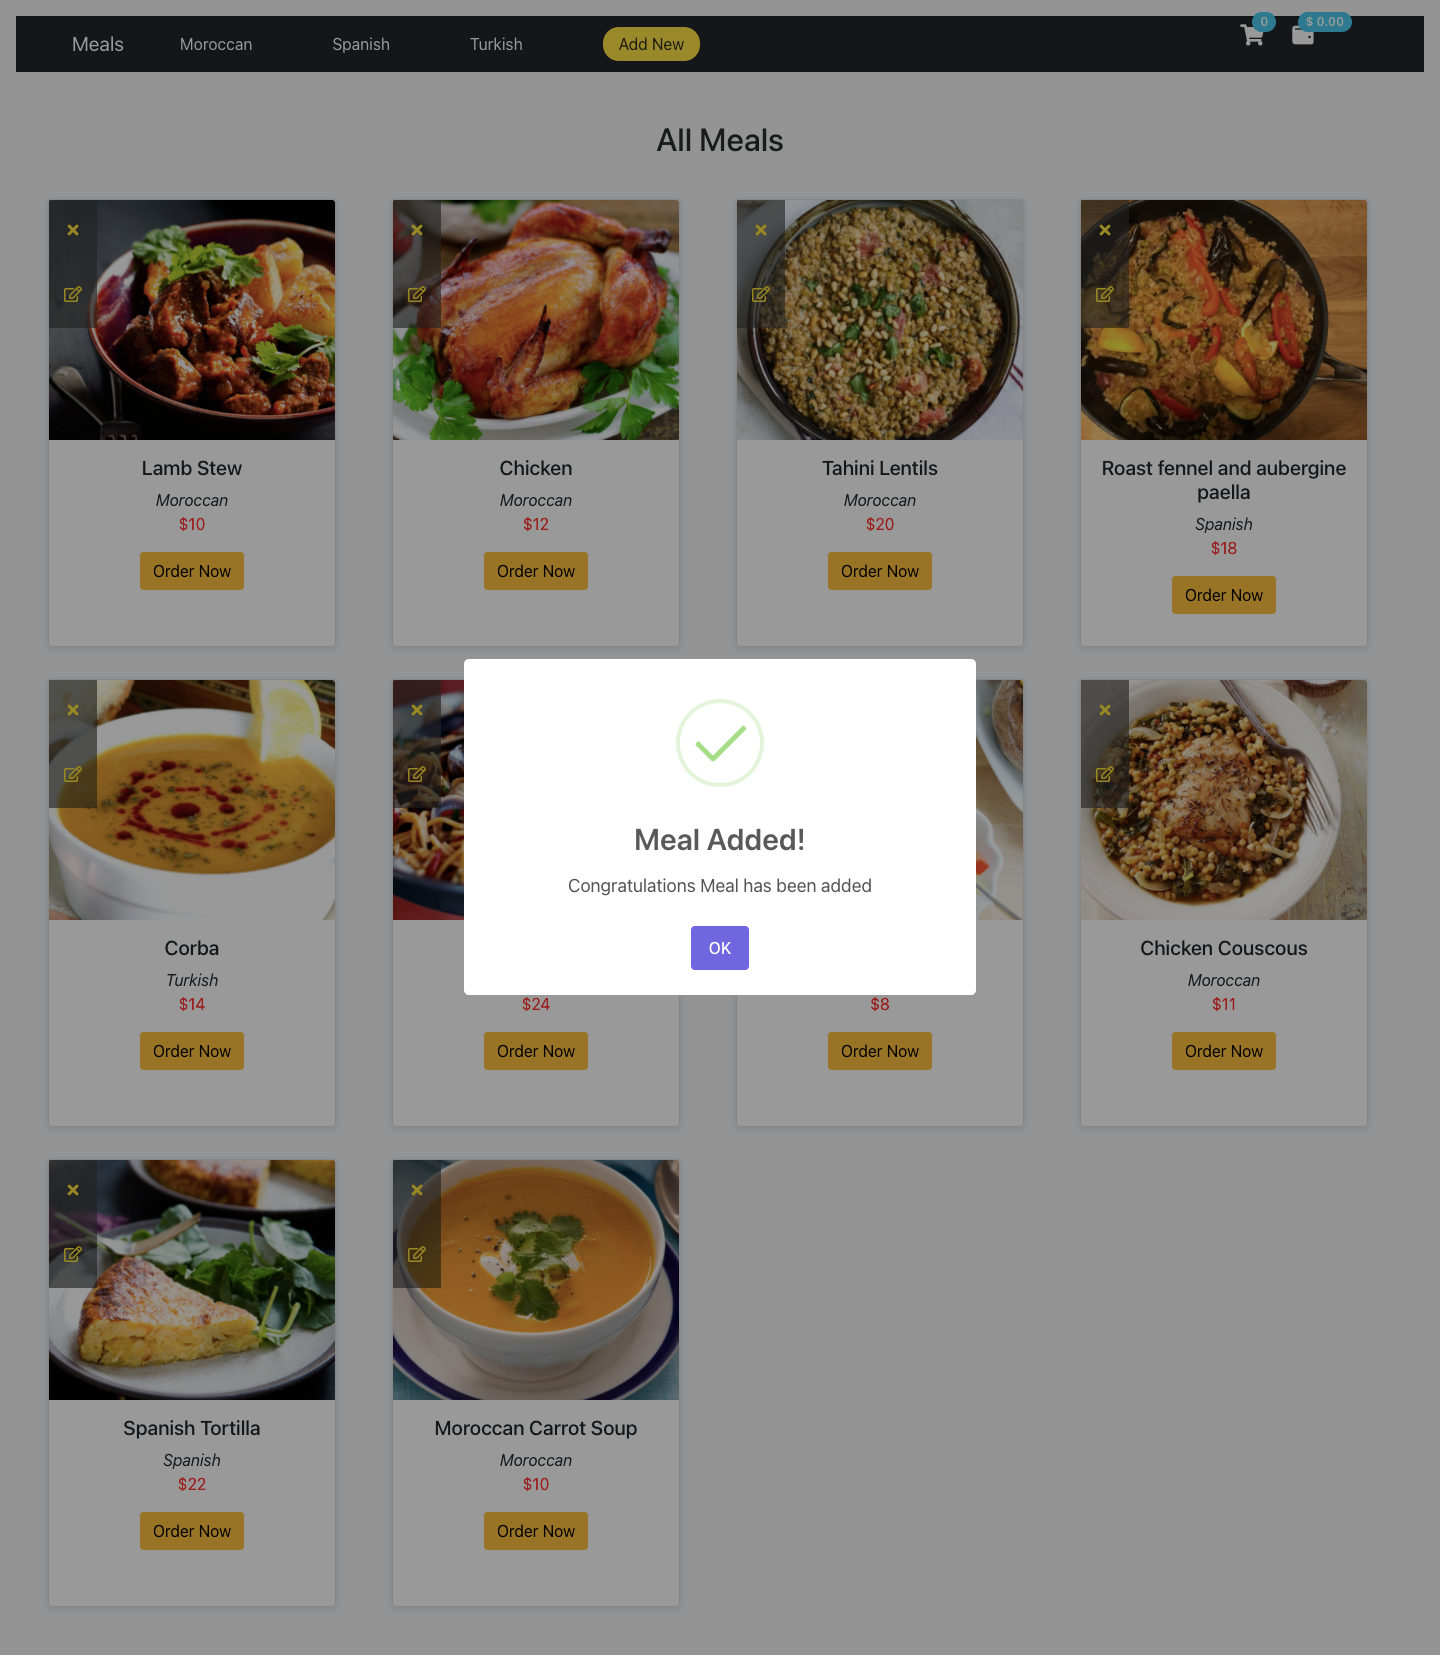 Meals
Moroccan
Spanish
Turkish
Add New
0
$ 0.00
All Meals
Lamb Stew
Moroccan
$10
Order Now
Chicken
Moroccan
$12
Order Now
Tahini Lentils
Moroccan
$20
Order Now
Roast fennel and aubergine
paella
Spanish
$18
Order Now
Meal Added!
Congratulations Meal has been added
OK
Corba
Turkish
$14
Order Now
$24
Order Now
$8
Order Now
Chicken Couscous
Moroccan
$11
Order Now
Spanish Tortilla
Spanish
$22
Order Now
Moroccan Carrot Soup
Moroccan
$10
Order Now